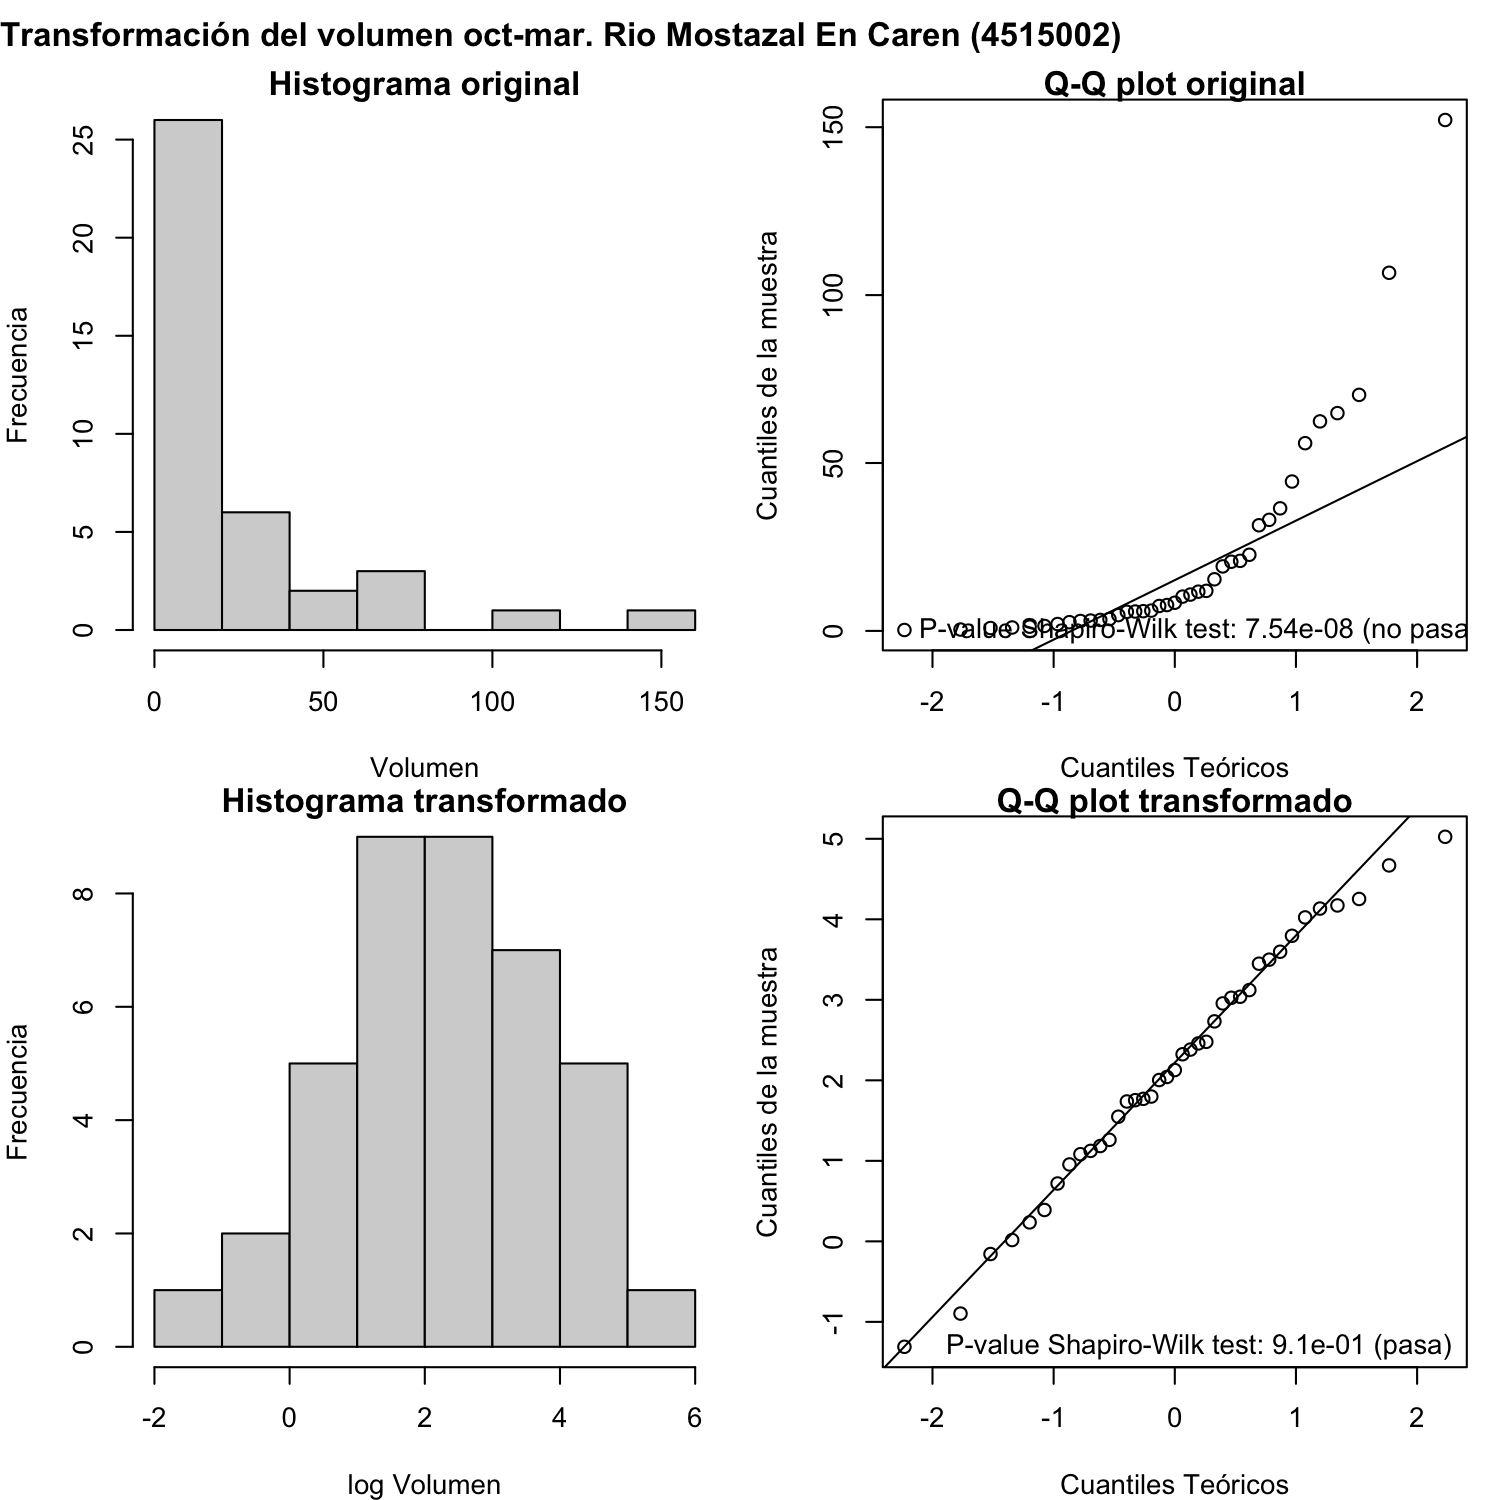 Transformación del volumen oct-mar. Rio Mostazal En Caren (4515002)
Histograma original
Frecuencia
0 5 10 15 20 25
0 50 100 150
Volumen
Q-Q plot original
Cuantiles de la muestra
0 50 100 150
P-value Shapiro-Wilk test: 7.54e-08 (no pasa
-2 -1 0 1 2
Cuantiles Teóricos
Histograma transformado
Frecuencia
0 2 4 6 8
-2 0 2 4 6
log Volumen
Q-Q plot transformado
Cuantiles de la muestra
-1 0 1 2 3 4 5
P-value Shapiro-Wilk test: 9.1e-01 (pasa)
-2 -1 0 1 2
Cuantiles Teóricos